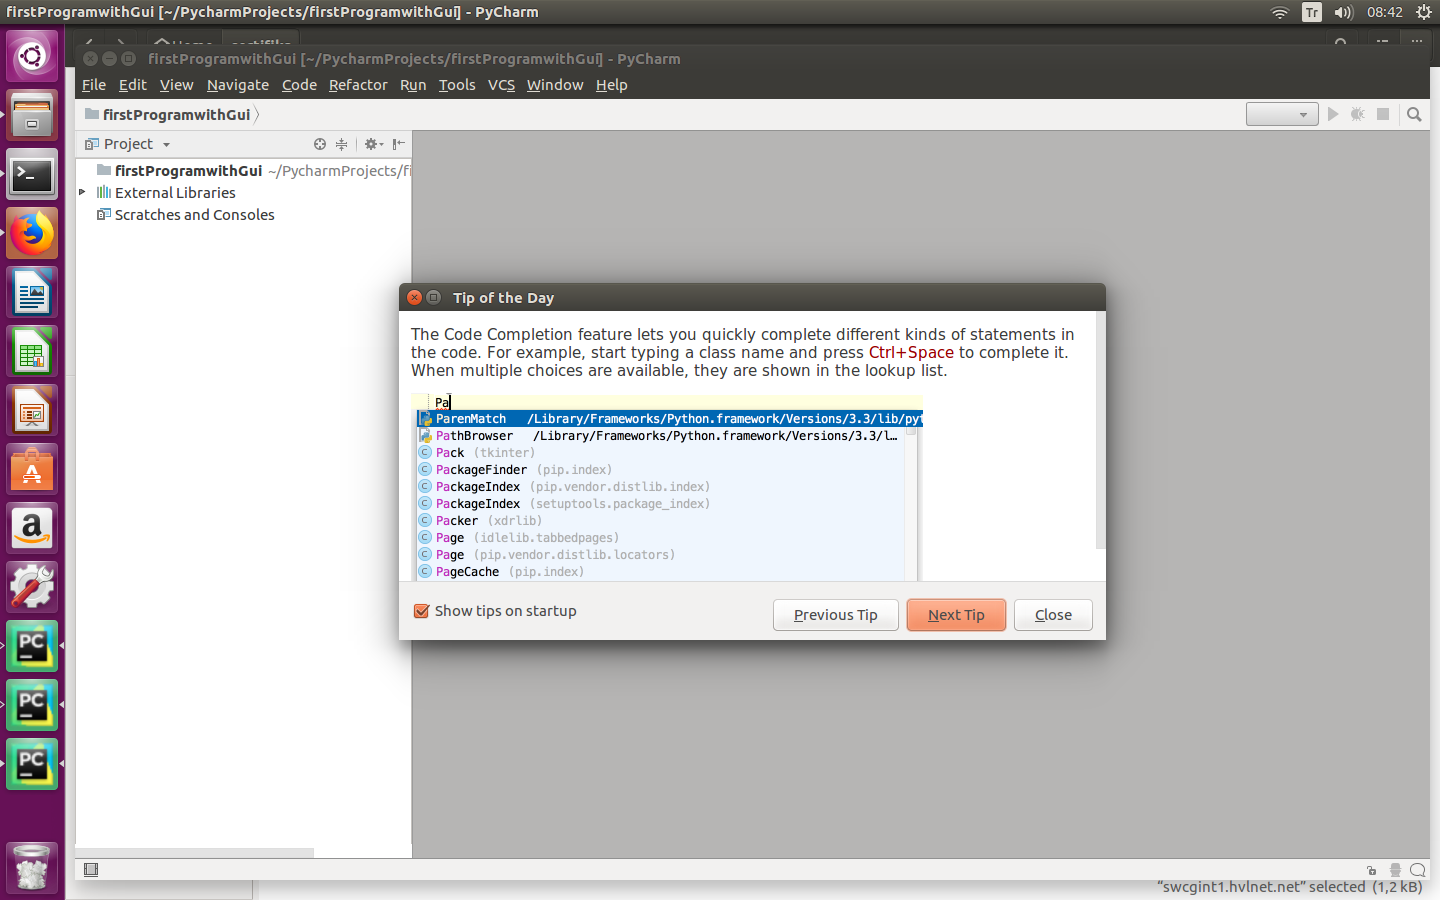 firstProgramwithGui [~/PycharmProjects/firstProgramwithGui] - PyCharm
Tr
08:42
firstProgramwithGui [~/PycharmProjects/firstProgramwithGui] - PyCharm
File Edit View Navigate Code Refactor Run Tools VCS Window Help
firstProgramwithGui
Project
firstProgramwithGui ~/PycharmProjects/fi
External Libraries
Scratches and Consoles
Tip of the Day
The Code Completion feature lets you quickly complete different kinds of statements in
the code. For example, start typing a class name and press Ctrl+Space to complete it.
When multiple choices are available, they are shown in the lookup list.
Pa
ParenMatch /Library/Frameworks/Python.framework/Versions/3.3/lib/pyt
PathBrowser /Library/Frameworks/Python.framework/Versions/3.3/l...
Pack (tkinter)
PackageFinder (pip.index)
PackageIndex (pip.vendor.distlib.index)
PackageIndex (setuptools.package_index)
Packer (xdrlib)
Page (idlelib.tabbedpages)
Page (pip.vendor.distlib.locators)
PageCache (pip.index)
Show tips on startup
Previous Tip
Next Tip
Close
PC
PC
PC
"swcgint1.hvlnet.net" selected (1,2 kB)